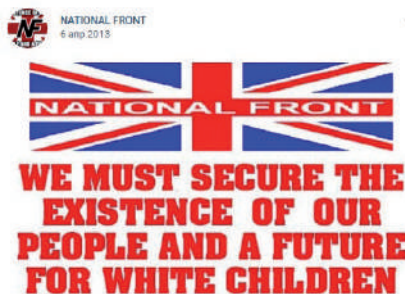 NF
NATIONAL FRONT
6 апр 2013
NATIONAL FRONT
WE MUST SECURE THE
EXISTENCE OF OUR
PEOPLE AND A FUTURE
FOR WHITE CHILDREN